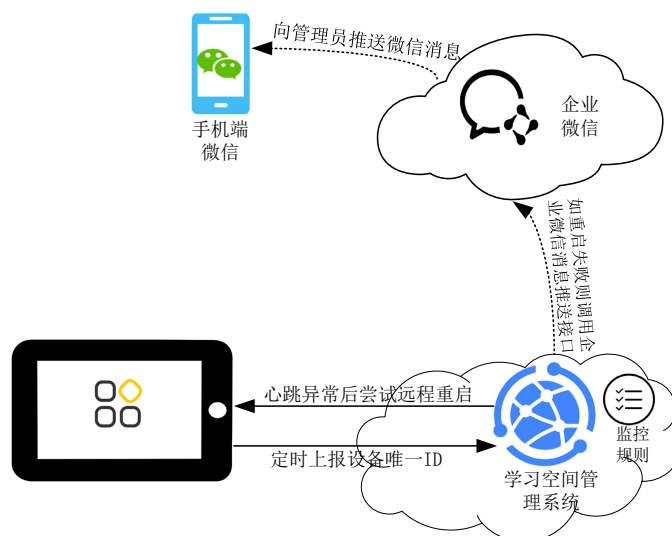 向管理员推送微信消息
手机端
微信
企业
微信
如重启失败则调用企
业微信消息推送接口
心跳异常后尝试远程重启
定时上报设备唯一ID
监控
规则
学习空间管
理系统